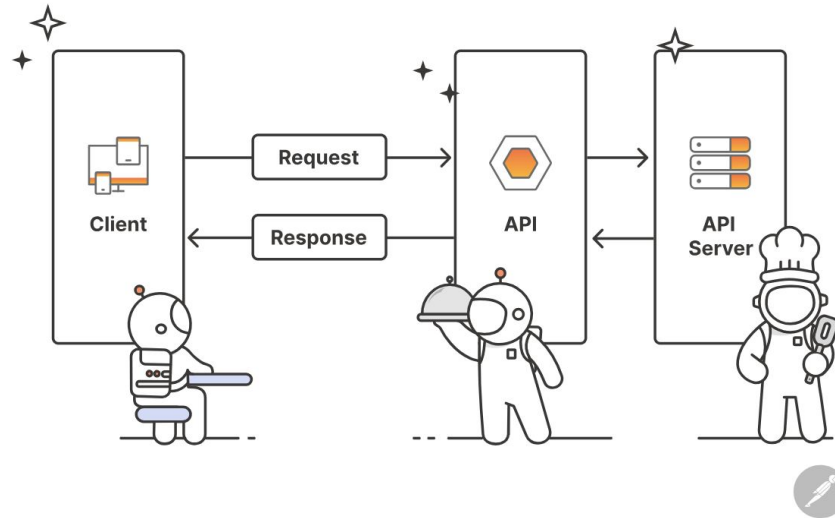 Request
Client
Response
API
API
Server